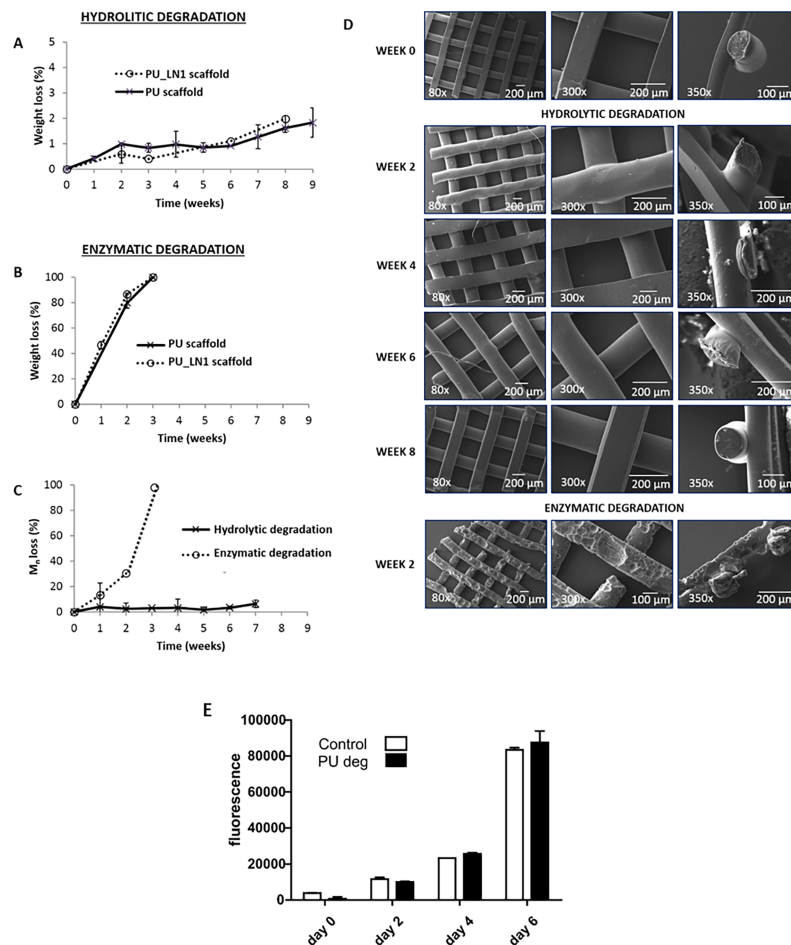 HYDROLITIC DEGRADATION
A
5
4
3
2
1
0
Weight loss (%)
PU_LN1 scaffold
PU scaffold
0 1 2 3 4 5 6 7 8 9
Time (weeks)
ENZYMATIC DEGRADATION
B
100
80
60
40
20
0
Weight loss (%)
PU scaffold
PU_LN1 scaffold
0 1 2 3 4 5 6 7 8 9
Time (weeks)
C
100
80
60
40
20
0
Mn loss (%)
Hydrolytic degradation
Enzymatic degradation
0 1 2 3 4 5 6 7 8 9
Time (weeks)
D
WEEK 0
80x 200 µm
300x 200 µm
350x 100 µm
HYDROLYTIC DEGRADATION
WEEK 2
80x 200 µm
300x 200 µm
350x 100 µm
WEEK 4
80x 200 µm
300x 200 µm
350x 200 µm
WEEK 6
80x 200 µm
300x 200 µm
350x 200 µm
WEEK 8
80x 200 µm
300x 200 µm
350x 100 µm
ENZYMATIC DEGRADATION
WEEK 2
80x 200 µm
300x 100 µm
350x 200 µm
E
100000
80000
60000
40000
20000
0
fluorescence
Control
PU deg
day 0
day 2
day 4
day 6